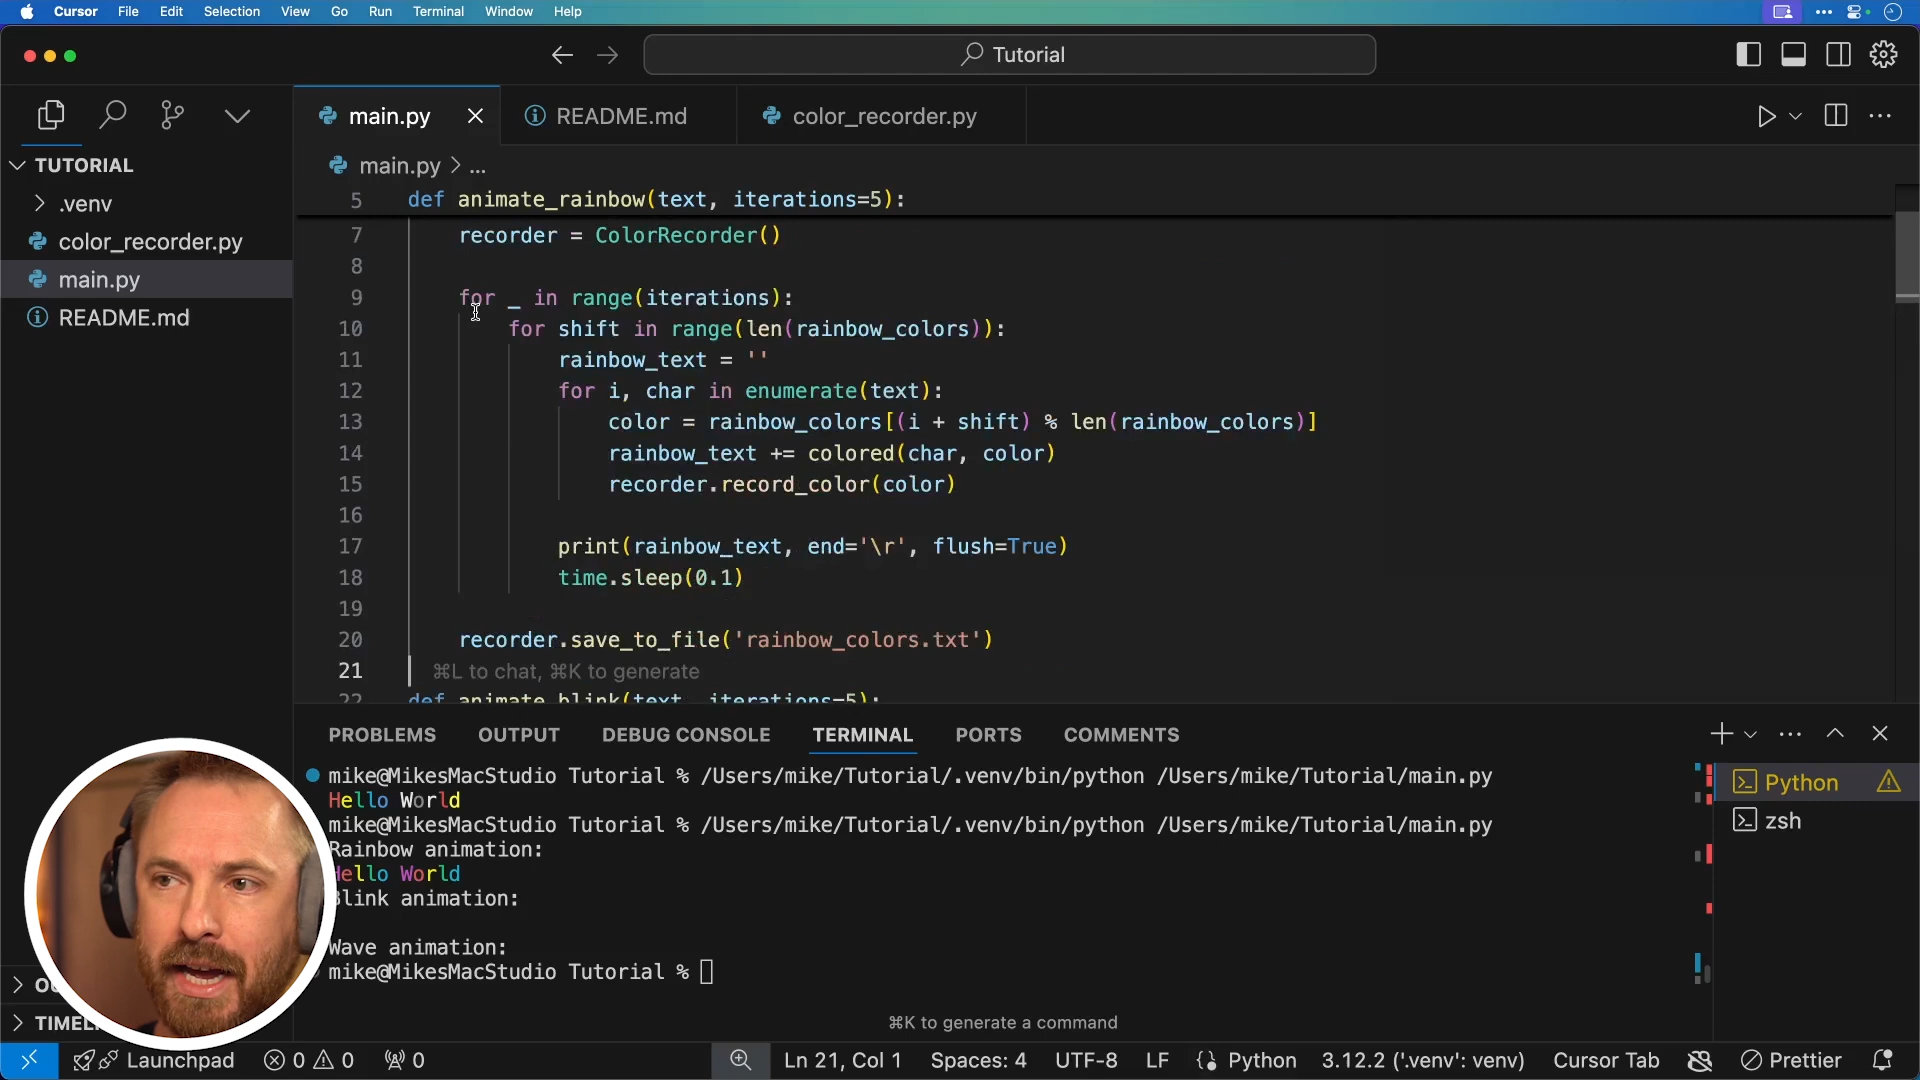 Cursor File Edit Selection View Go Run Terminal Window Help
Tutorial
main.py README.md color_recorder.py
TUTORIAL
.venv
color_recorder.py
main.py
README.md
main.py > ...
5 def animate_rainbow(text, iterations=5):
7 recorder = ColorRecorder()
8
9 for _ in range(iterations):
10 for shift in range(len(rainbow_colors)):
11 rainbow_text = ''
12 for i, char in enumerate(text):
13 color = rainbow_colors[(i + shift) % len(rainbow_colors)]
14 rainbow_text += colored(char, color)
15 recorder.record_color(color)
16
17 print(rainbow_text, end='\r', flush=True)
18 time.sleep(0.1)
19
20 recorder.save_to_file('rainbow_colors.txt')
21 ⌘L to chat, ⌘K to generate
22 def animate_blink(text, iterations=5):
PROBLEMS OUTPUT DEBUG CONSOLE TERMINAL PORTS COMMENTS
mike@MikesMacStudio Tutorial % /Users/mike/Tutorial/.venv/bin/python /Users/mike/Tutorial/main.py
Hello World
mike@MikesMacStudio Tutorial % /Users/mike/Tutorial/.venv/bin/python /Users/mike/Tutorial/main.py
Rainbow animation:
Hello World
Blink animation:
Wave animation:
mike@MikesMacStudio Tutorial %
Python
zsh
⌘K to generate a command
Launchpad 0 0 0 Ln 21, Col 1 Spaces: 4 UTF-8 LF Python 3.12.2 ('.venv': venv) Cursor Tab Prettier